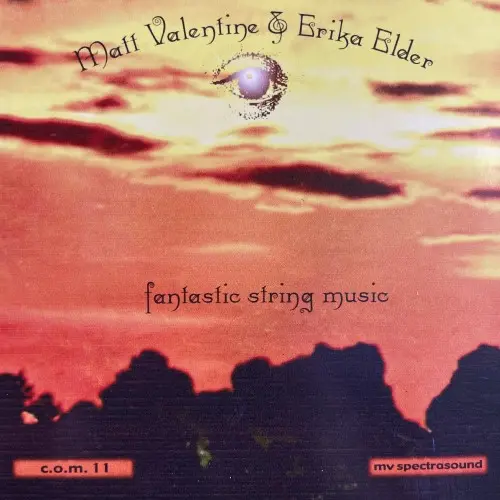 Matt Valentine & Erika Elder
fantastic string music
c.o.m. 11
mv spectrasound